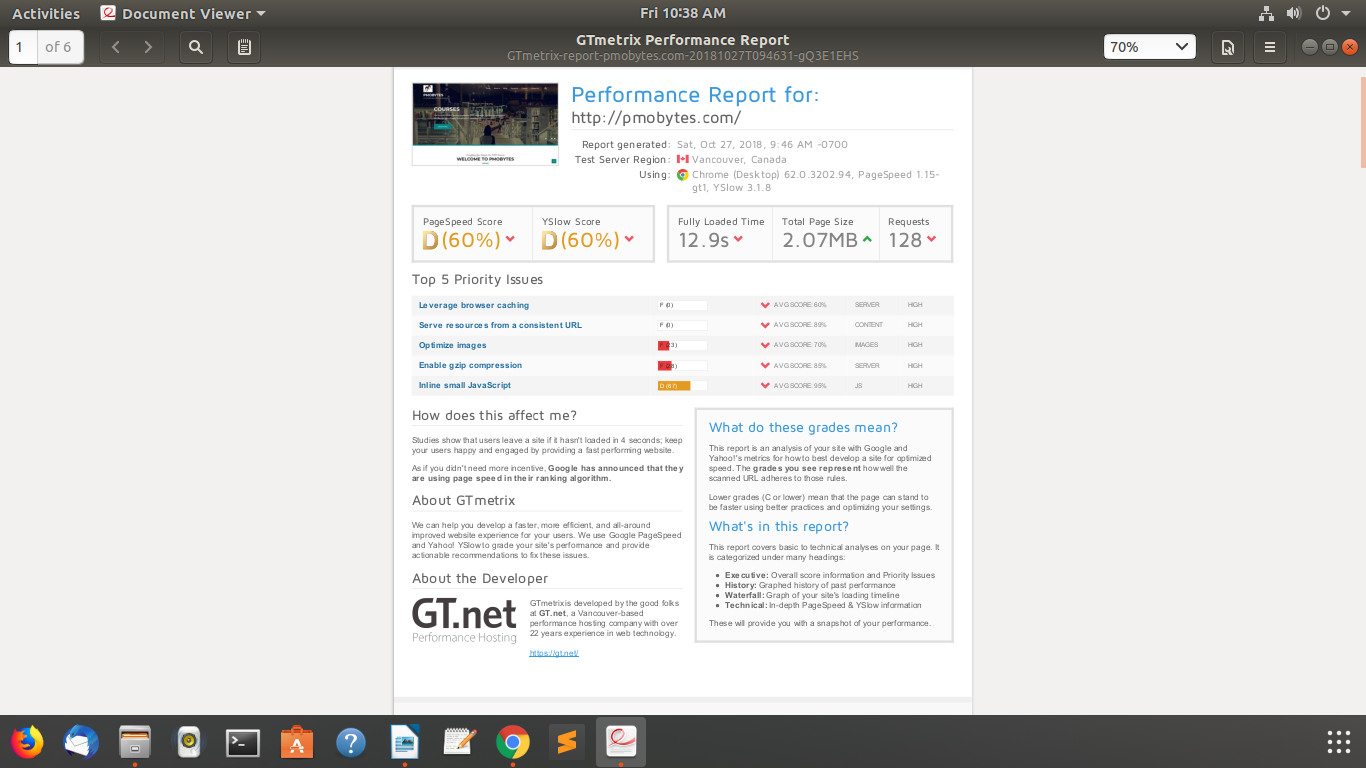 Activities
Document Viewer
Fri 10:38 AM
1
of 6
GTmetrix Performance Report
GTmetrix-report-pmobytes.com-20181027T094631-gQ3E1EHS
70%
PMOBYTES
COURSES
WELCOME TO PMOBYTES
Performance Report for:
http://pmobytes.com/
Report generated: Sat, Oct 27, 2018, 9:46 AM -0700
Test Server Region: Vancouver, Canada
Using: Chrome (Desktop) 62.0.3202.94, PageSpeed 1.15-
gt1, YSlow 3.1.8
PageSpeed Score
D (60%)
YSlow Score
D (60%)
Fully Loaded Time
12.9s
Total Page Size
2.07MB
Requests
128
Top 5 Priority Issues
Leverage browser caching F (0) AVG SCORE: 60% SERVER HIGH
Serve resources from a consistent URL F (0) AVG SCORE: 89% CONTENT HIGH
Optimize images AVG SCORE: 70% IMAGES HIGH
Enable gzip compression AVG SCORE: 85% SERVER HIGH
Inline small JavaScript D (67) AVG SCORE: 95% JS HIGH
How does this affect me?
Studies show that users leave a site if it hasn't loaded in 4 seconds; keep
your users happy and engaged by providing a fast performing website.
As if you didn't need more incentive, Google has announced that they
are using page speed in their ranking algorithm.
About GTmetrix
We can help you develop a faster, more efficient, and all-around
improved website experience for your users. We use Google PageSpeed
and Yahoo! YSlow to grade your site's performance and provide
actionable recommendations to fix these issues.
About the Developer
GT.net
Performance Hosting
GTmetrix is developed by the good folks
at GT.net, a Vancouver-based
performance hosting company with over
22 years experience in web technology.
https://gt.net/
What do these grades mean?
This report is an analysis of your site with Google and
Yahoo!'s metrics for how to best develop a site for optimized
speed. The grades you see represent how well the
scanned URL adheres to those rules.
Lower grades (C or lower) mean that the page can stand to
be faster using better practices and optimizing your settings.
What's in this report?
This report covers basic to technical analyses on your page. It
is categorized under many headings:
• Executive: Overall score information and Priority Issues
• History: Graphed history of past performance
• Waterfall: Graph of your site's loading timeline
• Technical: In-depth PageSpeed & YSlow information
These will provide you with a snapshot of your performance.